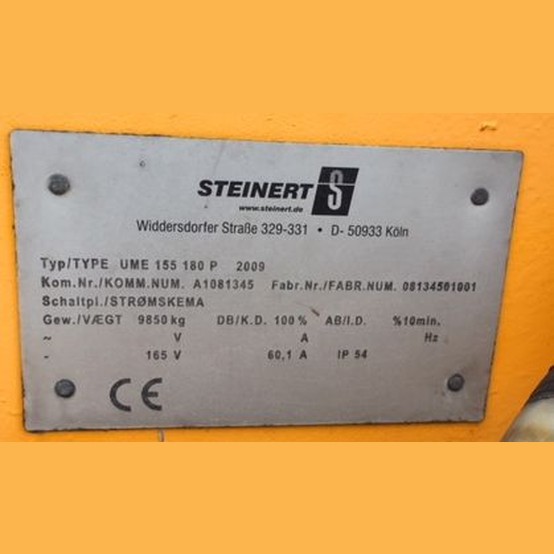 STEINERT S
www.steinert.de
Widdersdorfer Straße 329-331 • D- 50933 Köln
Typ/TYPE UME 155 180 P 2009
Kom.Nr./KOMM.NUM. A1081345 Fabr.Nr./FABR.NUM. 08134501001
Schaltpl./STRØMSKEMA
Gew./VÆGT 9850 kg DB/K.D. 100 % AB/I.D. %10min.
~ V A Hz
- 165 V 60,1 A IP 54
CE